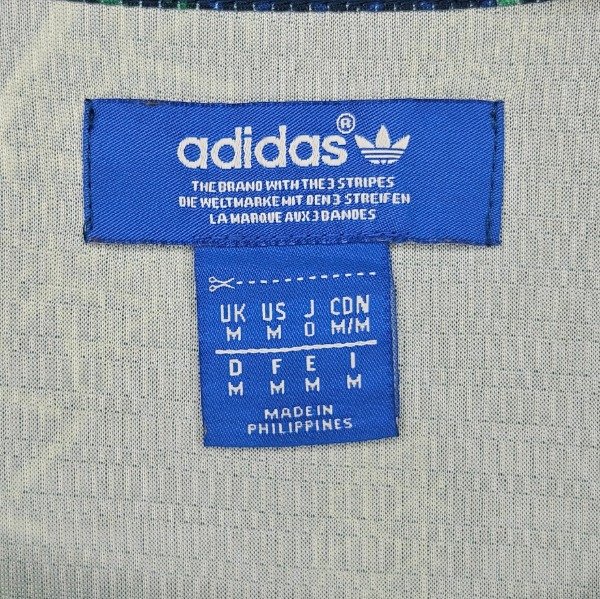 adidas®
THE BRAND WITH THE 3 STRIPES
DIE WELTMARKE MIT DEN 3 STREIFEN
LA MARQUE AUX 3 BANDES
UK US J CDN
M M O M/M
D F E I
M M M M
MADE IN
PHILIPPINES